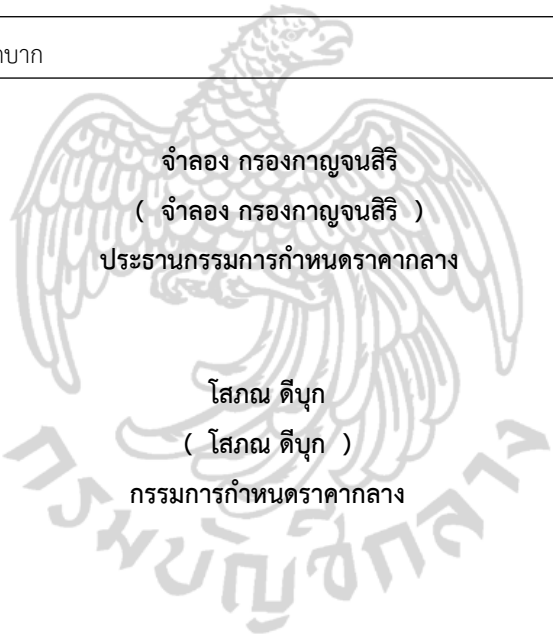 จำลอง กรองกาญจนสิริ
( จำลอง กรองกาญจนสิริ )
ประธานกรรมการกำหนดราคากลาง
โสภณ ดีบุก
( โสภณ ดีบุก )
กรรมการกำหนดราคากลาง
กรมบัญชีกลาง